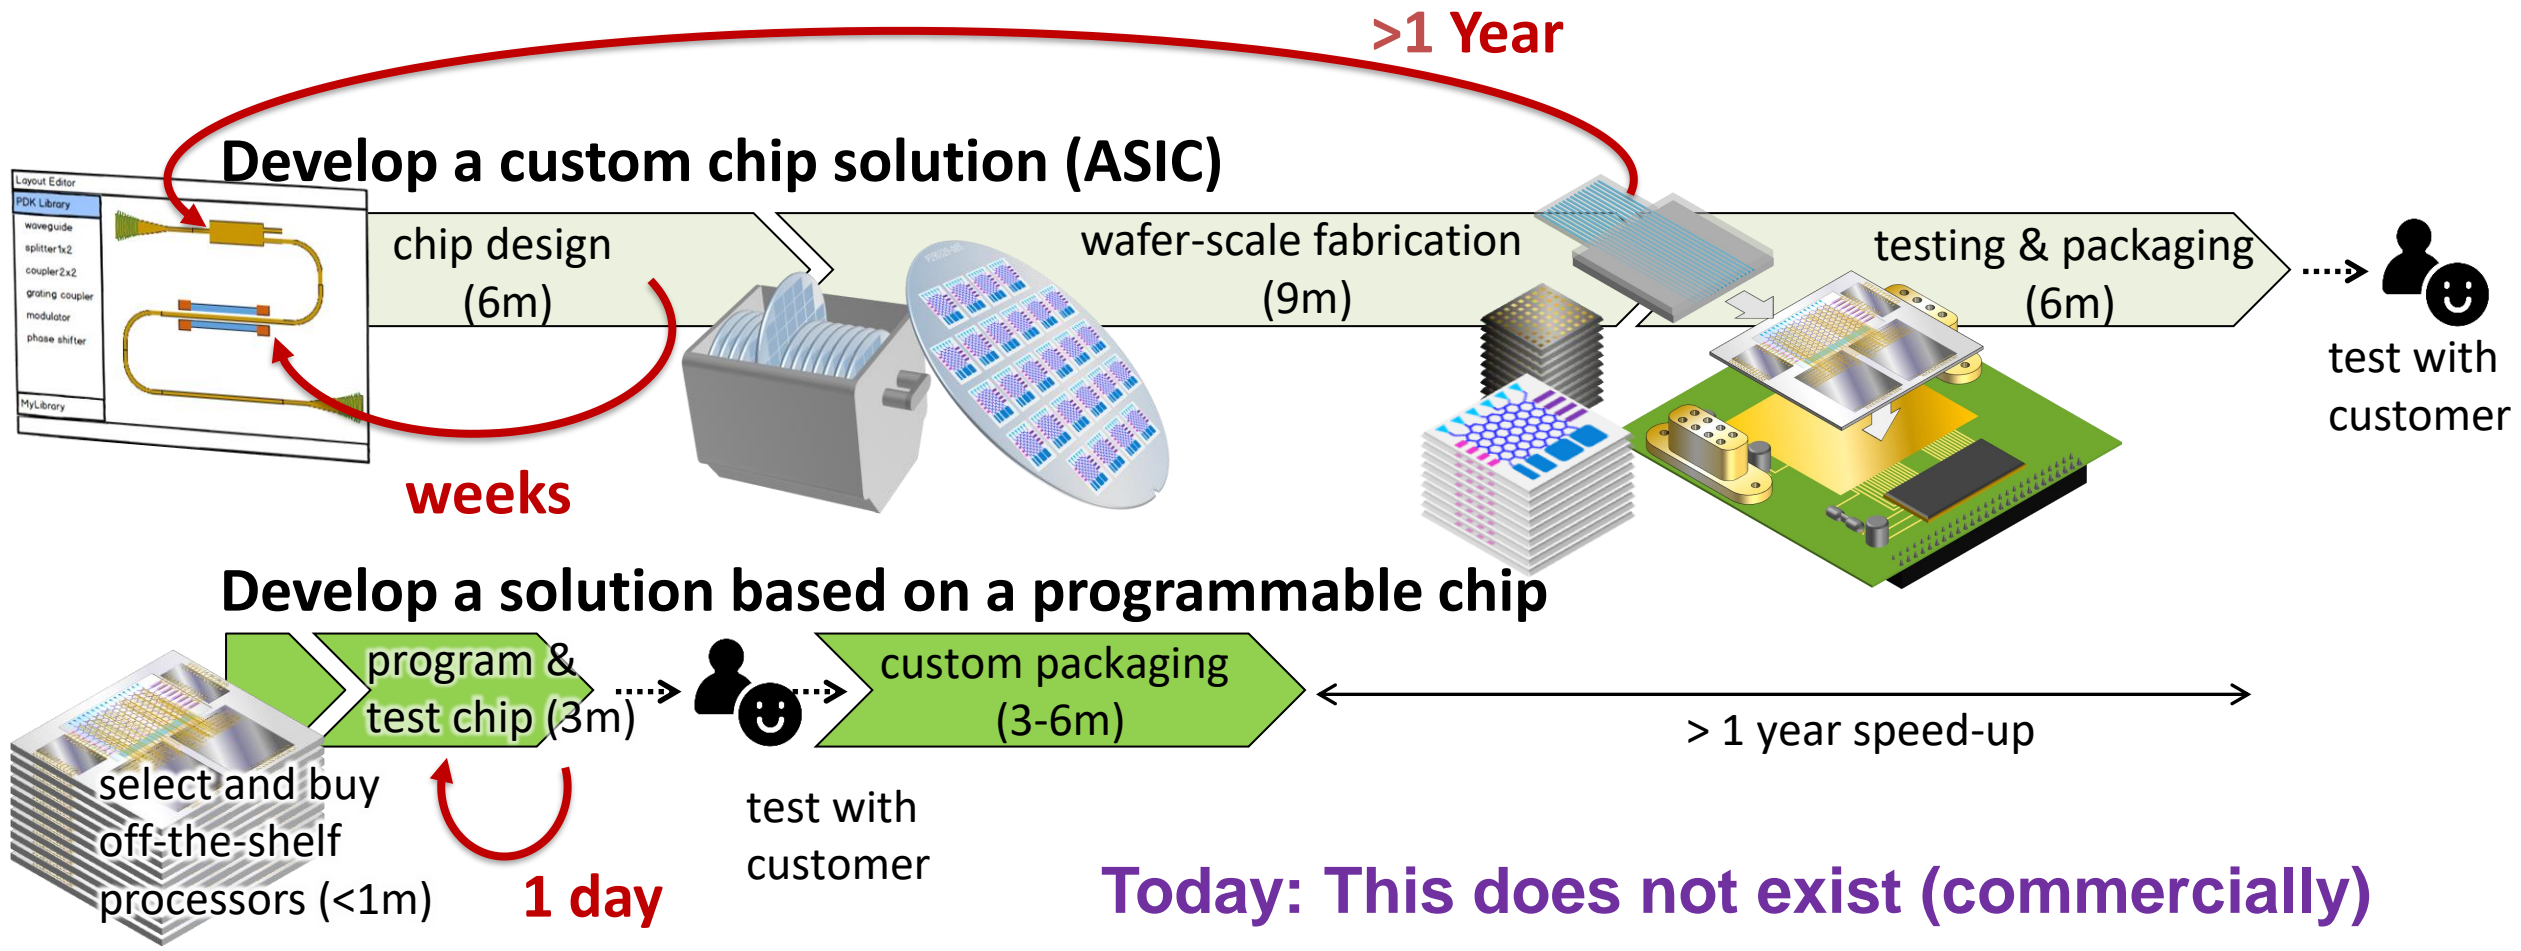 >1 Year
Develop a custom chip solution (ASIC)
Layout Editor
PDK Library
waveguide
splitter1x2
coupler2x2
grating coupler
modulator
phase shifter
MyLibrary
chip design
(6m)
wafer-scale fabrication
(9m)
testing & packaging
(6m)
test with
customer
weeks
Develop a solution based on a programmable chip
select and buy
off-the-shelf
processors (<1m)
program &
test chip (3m)
1 day
test with
customer
custom packaging
(3-6m)
> 1 year speed-up
Today: This does not exist (commercially)